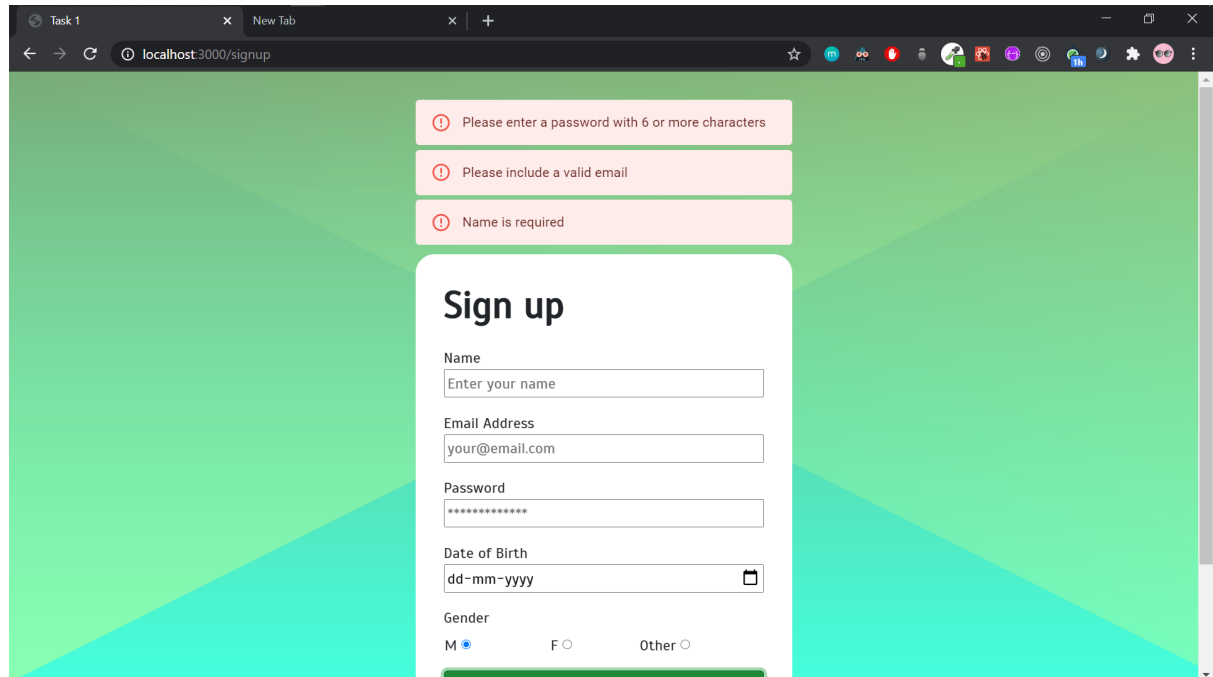 Task 1
New Tab
localhost:3000/signup
m
1h
Please enter a password with 6 or more characters
Please include a valid email
Name is required
Sign up
Name
Enter your name
Email Address
your@email.com
Password
*************
Date of Birth
dd-mm-yyyy
Gender
M F Other